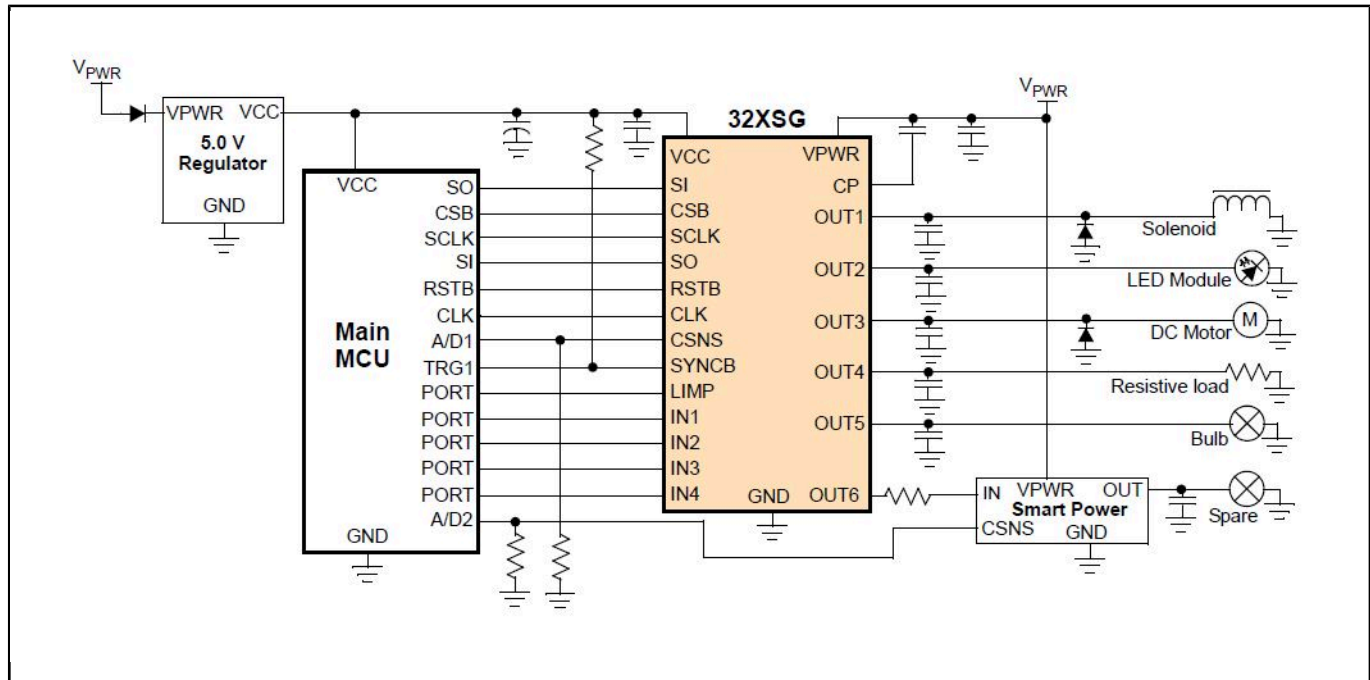 VPWR
VPWR VCC
5.0 V
Regulator
GND
Main
MCU
VCC
SO
CSB
SCLK
SI
RSTB
CLK
A/D1
TRG1
PORT
PORT
PORT
PORT
PORT
A/D2
GND
32XSG
VCC
SI
CSB
SCLK
SO
RSTB
CLK
CSNS
SYNCB
LIMP
IN1
IN2
IN3
IN4
GND
VPWR
CP
OUT1
OUT2
OUT3
OUT4
OUT5
OUT6
VPWR
Solenoid
LED Module
DC Motor
M
Resistive load
Bulb
IN VPWR OUT
Smart Power
CSNS GND
Spare